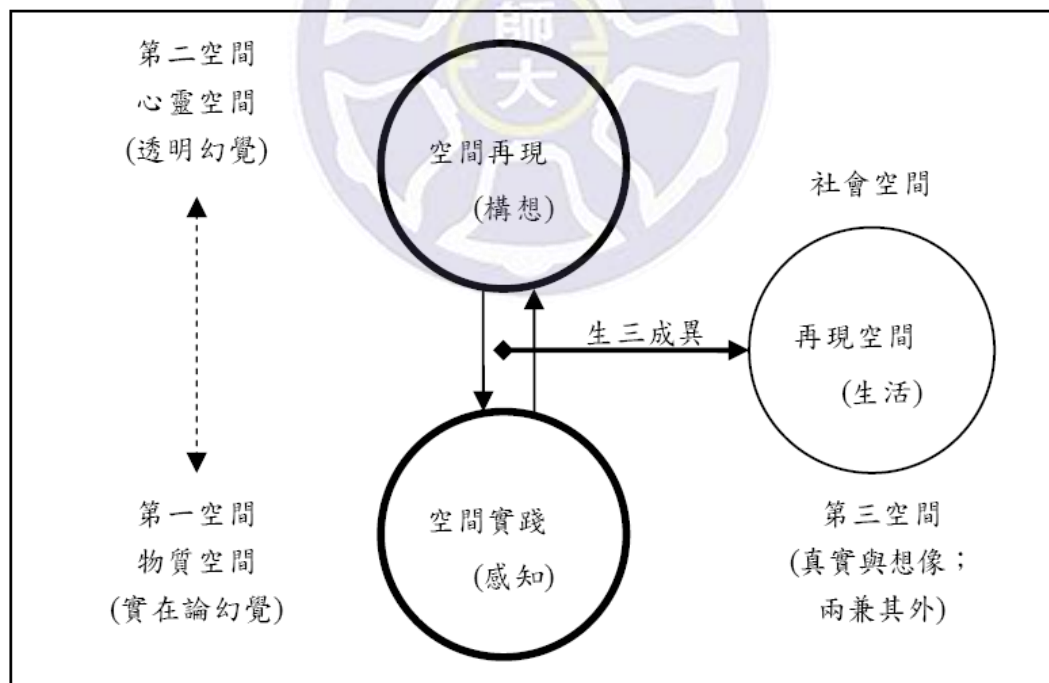 師
大
第二空間
心靈空間
(透明幻覺)
空間再現
(構想)
社會空間
生三成異
再現空間
(生活)
第一空間
物質空間
(實在論幻覺)
空間實踐
(感知)
第三空間
(真實與想像；
兩兼其外)